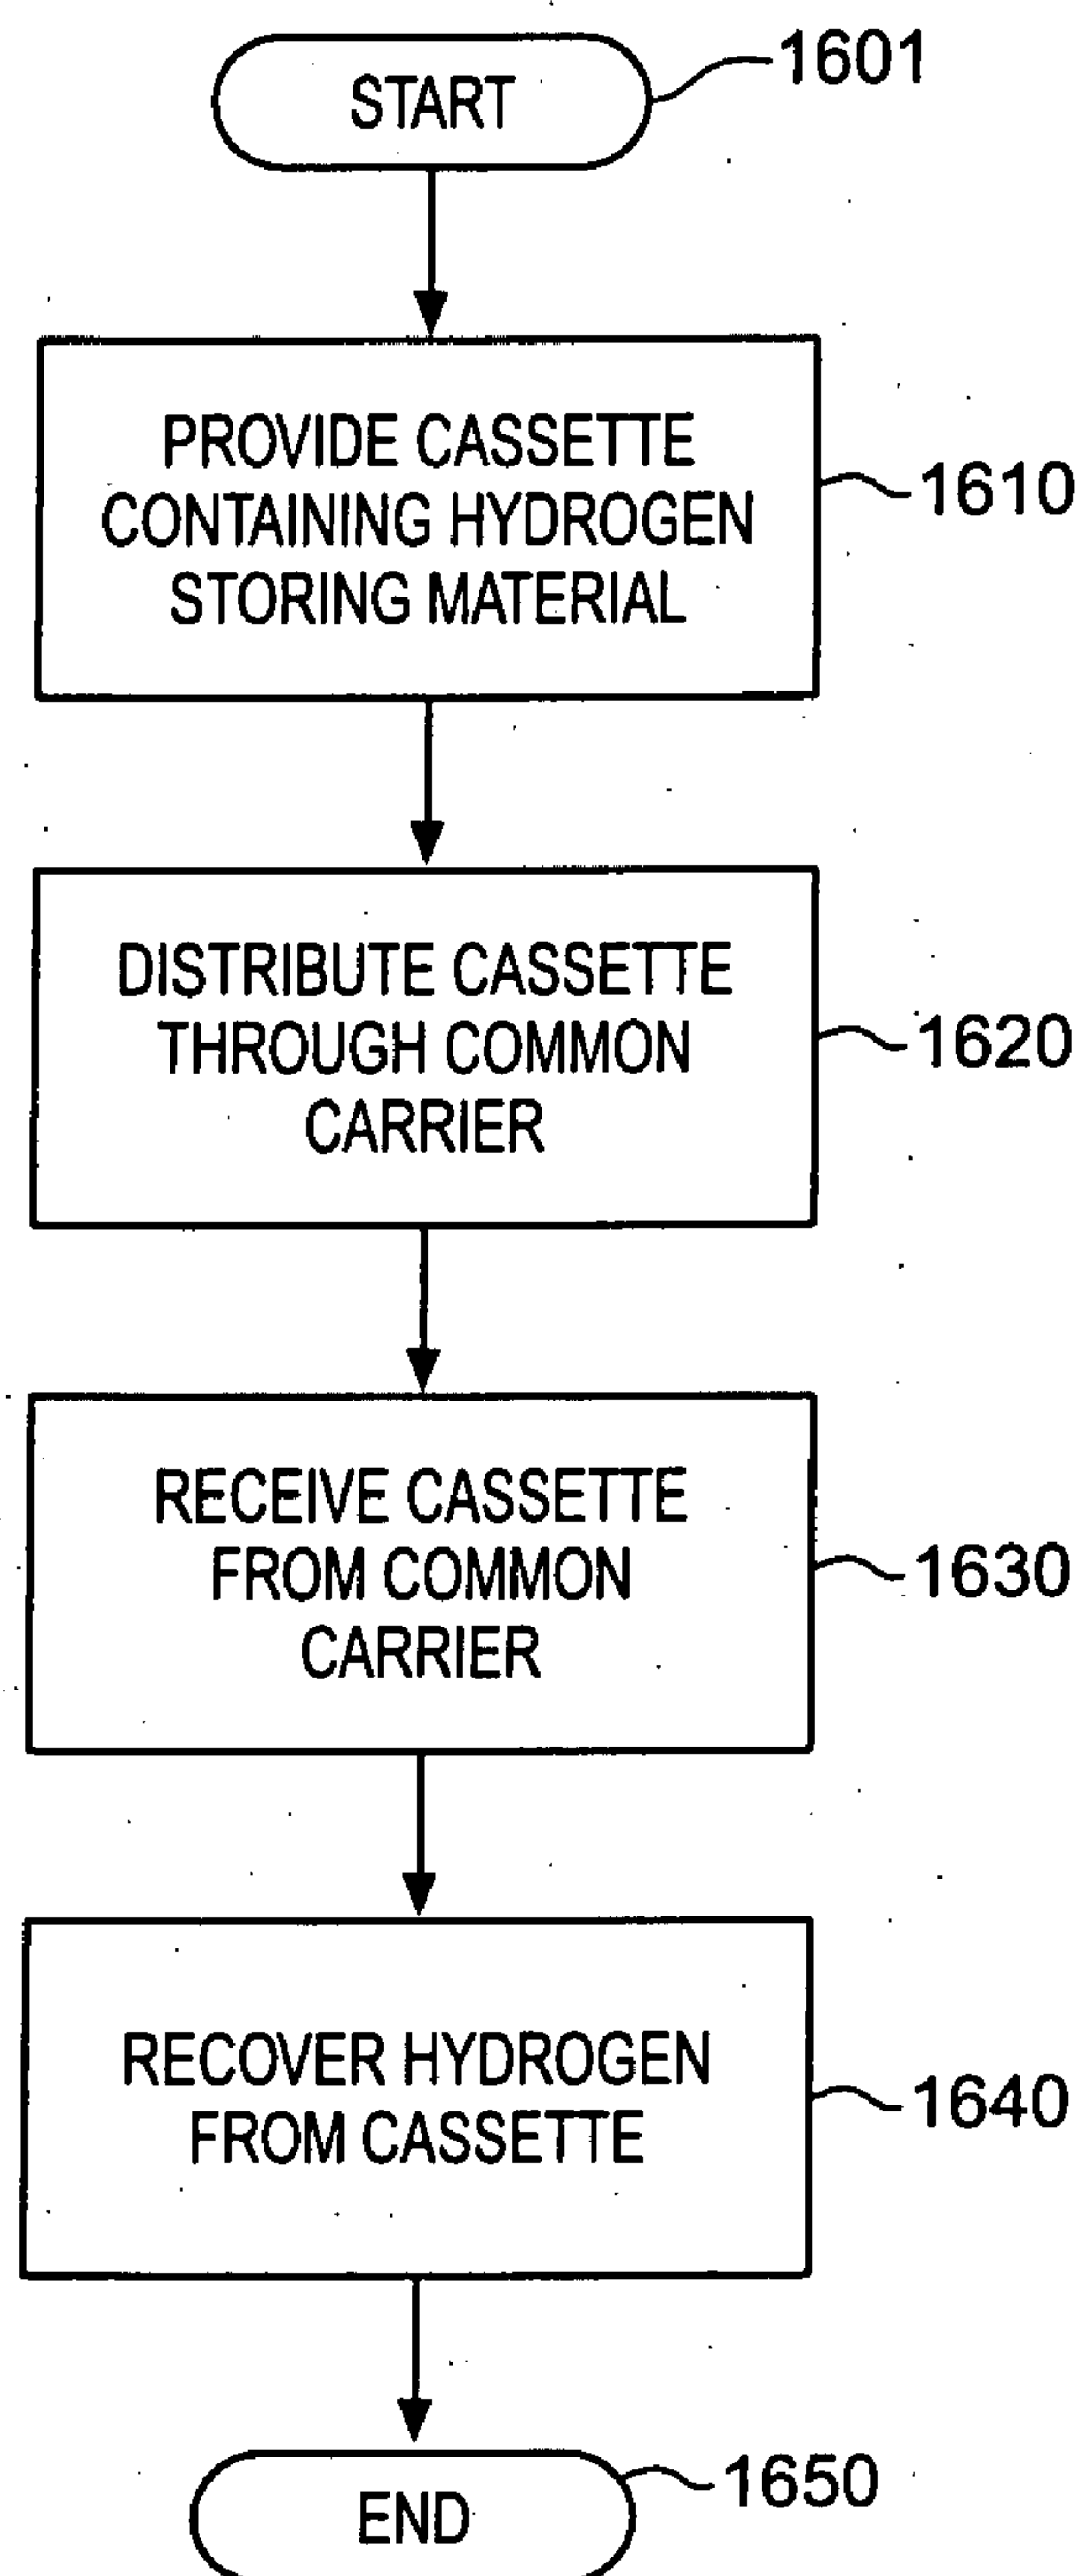 START
1601
PROVIDE CASSETTE
CONTAINING HYDROGEN
STORING MATERIAL
1610
DISTRIBUTE CASSETTE
THROUGH COMMON
CARRIER
1620
RECEIVE CASSETTE
FROM COMMON
CARRIER
1630
RECOVER HYDROGEN
FROM CASSETTE
1640
END
1650